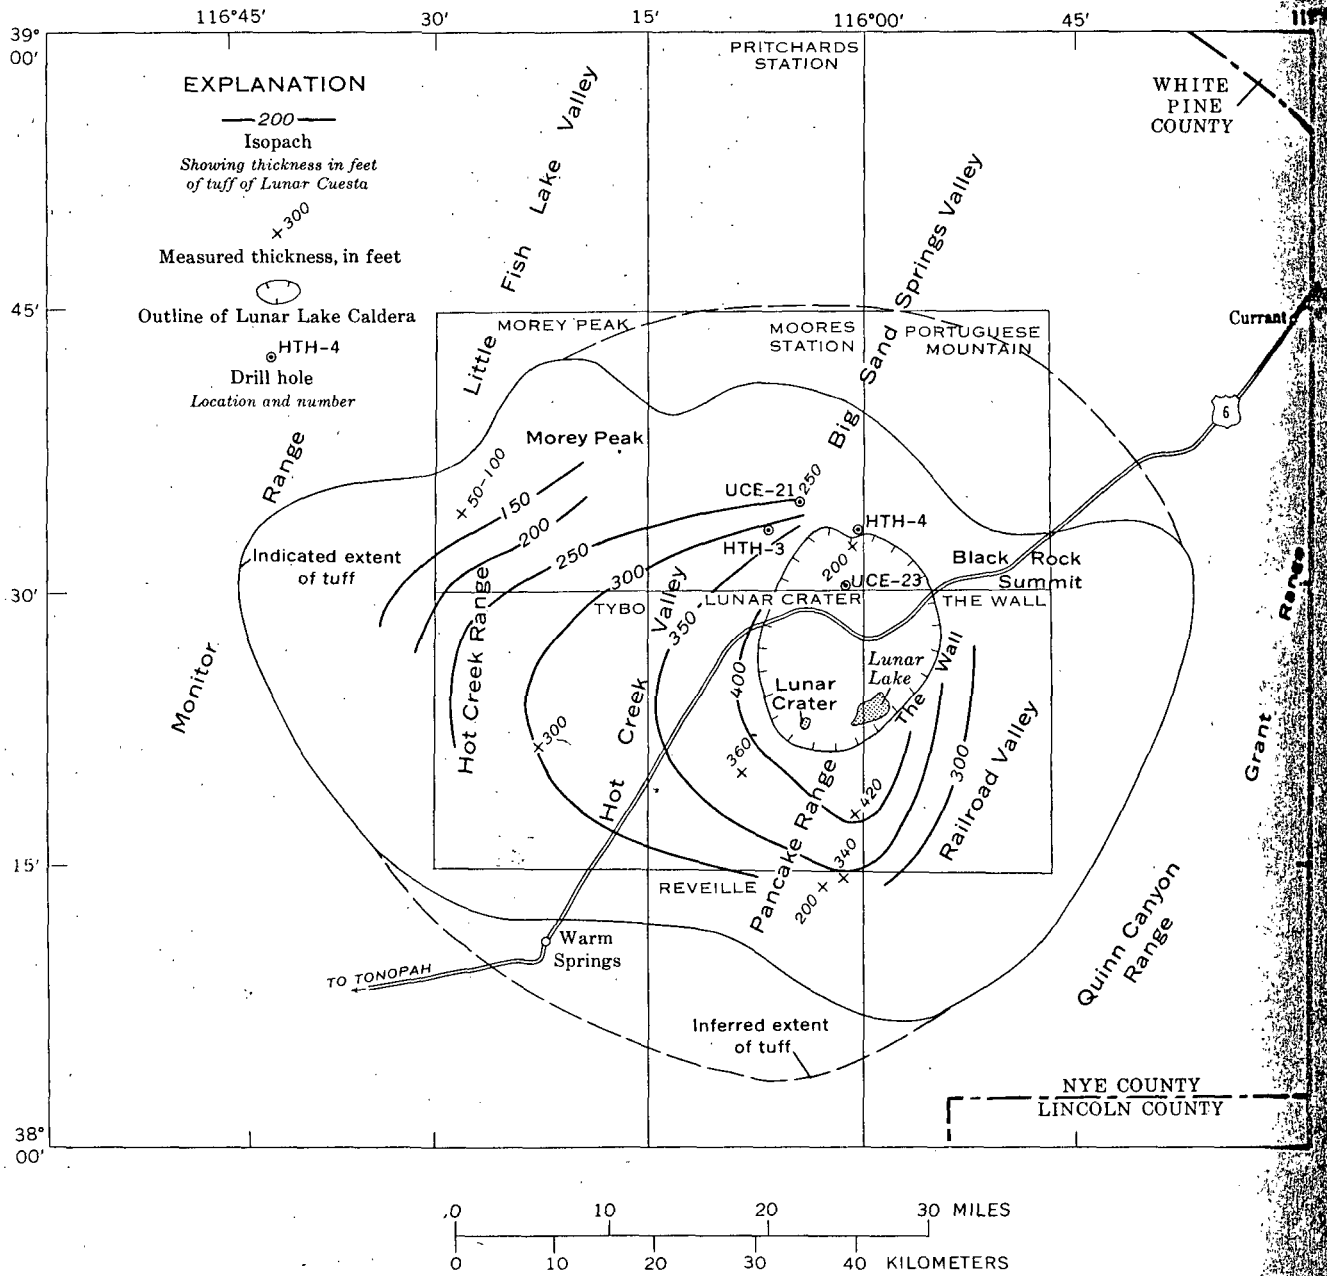 116°45'
30'
15'
116°00'
45'
39°
00'
PRITCHARDS
STATION
WHITE
PINE
COUNTY
EXPLANATION
200
Isopach
Showing thickness in feet
of tuff of Lunar Cuesta
300
Measured thickness, in feet
Outline of Lunar Lake Caldera
HTH-4
Drill hole
Location and number
Little Fish Lake Valley
Big Sand Springs Valley
45'
MOREY PEAK
MOORES
STATION
PORTUGUESE
MOUNTAIN
Currant
6
Monitor Range
Morey Peak
50-100
150
200
250
300
350
400
UCE-21
250
HTH-4
HTH-3
200
UCE-23
Black Rock
Summit
Indicated extent
of tuff
30'
TYBO
LUNAR CRATER
THE WALL
Hot Creek Range
Hot Creek Valley
Lunar
Lake
Lunar
Crater
The Wall
300
360
420
300
Railroad Valley
Pancake Range
Grant Range
340
200
15'
REVEILLE
Quinn Canyon
Range
Warm
Springs
TO TONOPAH
Inferred extent
of tuff
NYE COUNTY
LINCOLN COUNTY
38°
00'
0 10 20 30 MILES
0 10 20 30 40 KILOMETERS